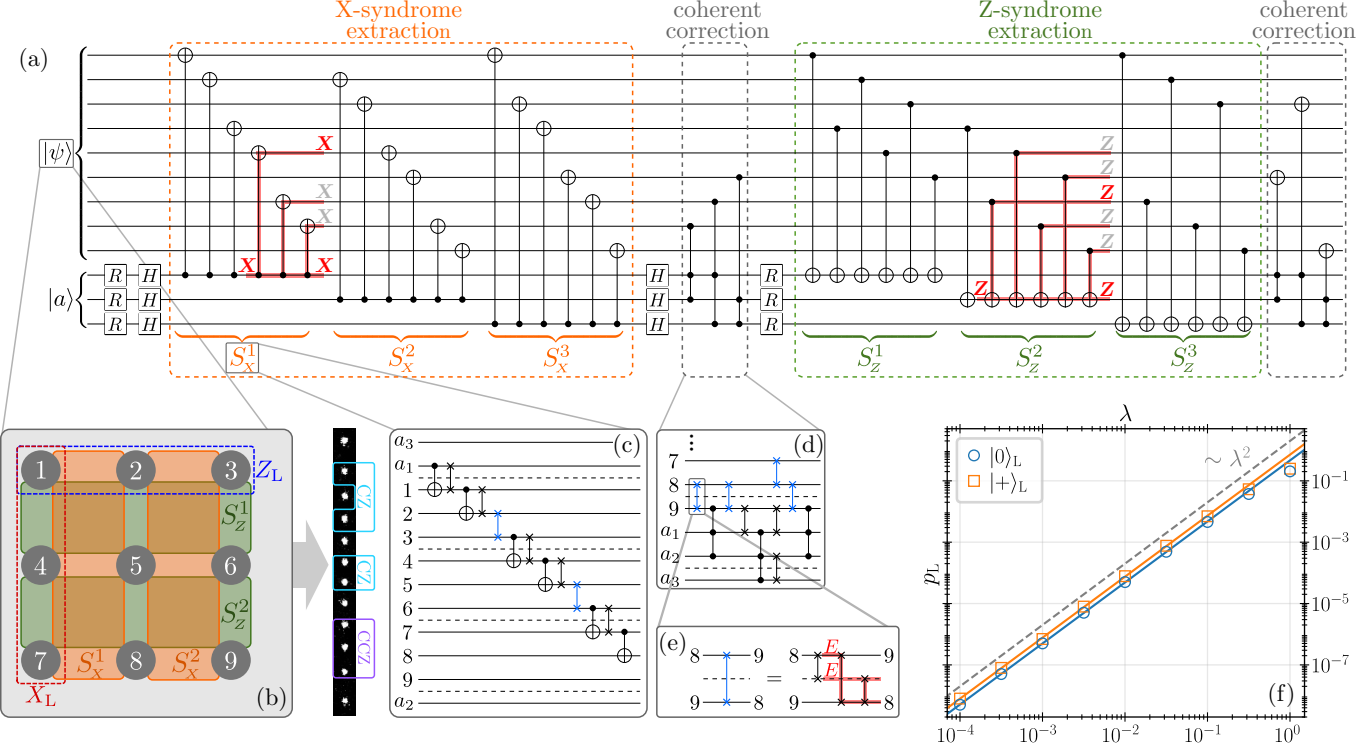 X-syndrome
extraction
coherent
correction
Z-syndrome
extraction
coherent
correction
(a)
|ψ⟩
X
X
X
X X
Z
Z
Z
Z
Z
Z Z
|a⟩
R H H R
R H H R
R H H R
S_X^1 S_X^2 S_X^3 S_Z^1 S_Z^2 S_Z^3
1 2 3 Z_L
S_Z^1
4 5 6
S_Z^2
7 S_X^1 8 S_X^2 9
X_L
(b)
CZ
CZ
CCZ
(c)
a_3
a_1
1
2
3
4
5
6
7
8
9
a_2
(d)
⋮
7
8
9
a_1
a_2
a_3
(e)
8 9 = 8 E 9
E
9 8 9 8
λ
|0⟩_L
|+⟩_L
∼ λ^2
p_L
10^-1
10^-3
10^-5
10^-7
(f)
10^-4 10^-3 10^-2 10^-1 10^0